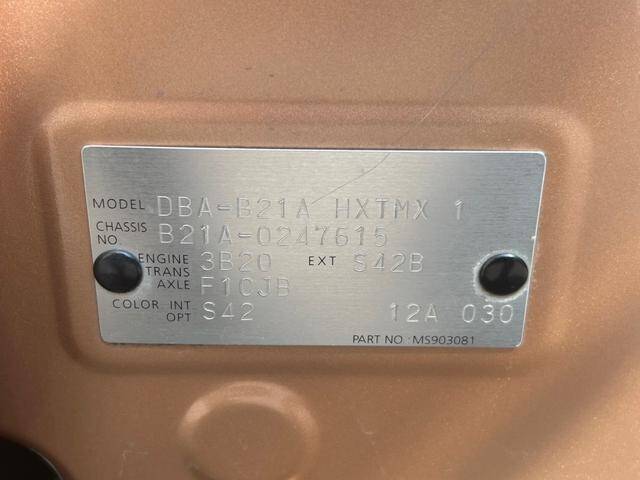 MODEL DBA-B21A HXTMX 1
CHASSIS NO. B21A-0247615
ENGINE 3B20 EXT S42B
TRANS AXLE F1CJB
COLOR INT OPT S42 12A 030
PART NO : MS903081